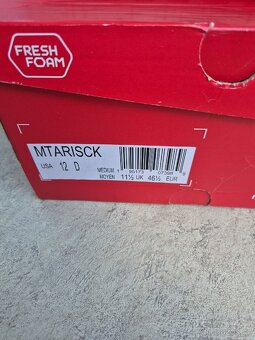 FRESH
FOAM
MTARISCK
USA 12 D
MEDIUM
MOYEN 11½ UK 46½ EUR